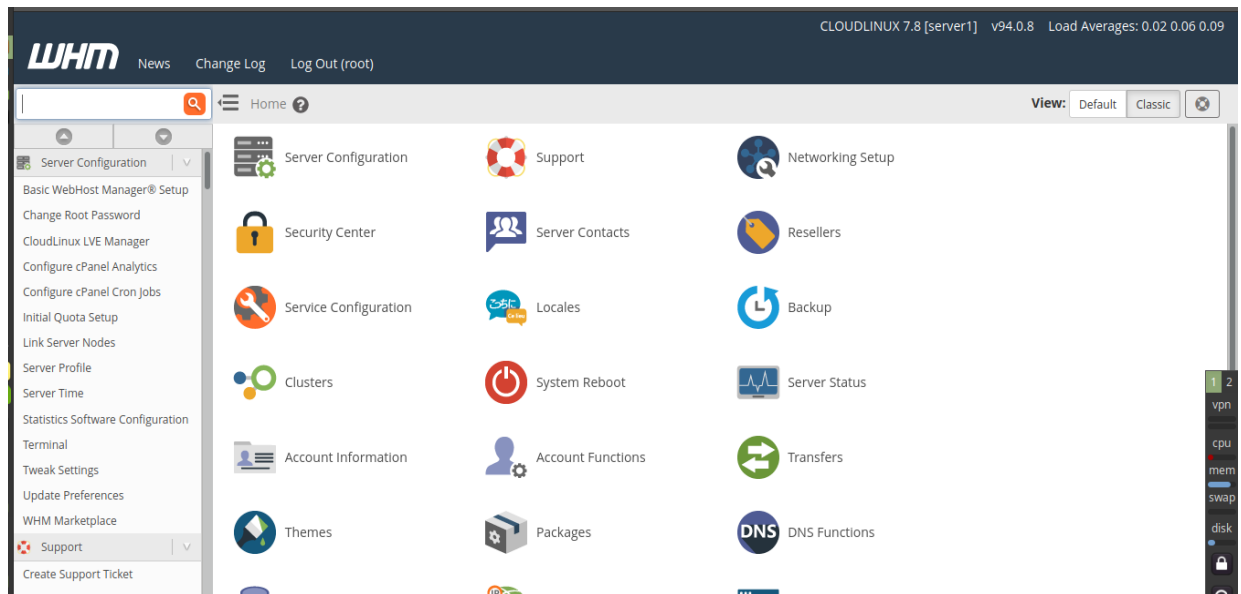 CLOUDLINUX 7.8 [server1] v94.0.8 Load Averages: 0.02 0.06 0.09
WHM News Change Log Log Out (root)
Home ? View: Default Classic
Server Configuration
Basic WebHost Manager® Setup
Change Root Password
CloudLinux LVE Manager
Configure cPanel Analytics
Configure cPanel Cron Jobs
Initial Quota Setup
Link Server Nodes
Server Profile
Server Time
Statistics Software Configuration
Terminal
Tweak Settings
Update Preferences
WHM Marketplace
Support
Create Support Ticket
Server Configuration Support Networking Setup
Security Center Server Contacts Resellers
Service Configuration Locales Backup
Clusters System Reboot Server Status
Account Information Account Functions Transfers
Themes Packages DNS DNS Functions
1 2
vpn
cpu
mem
swap
disk